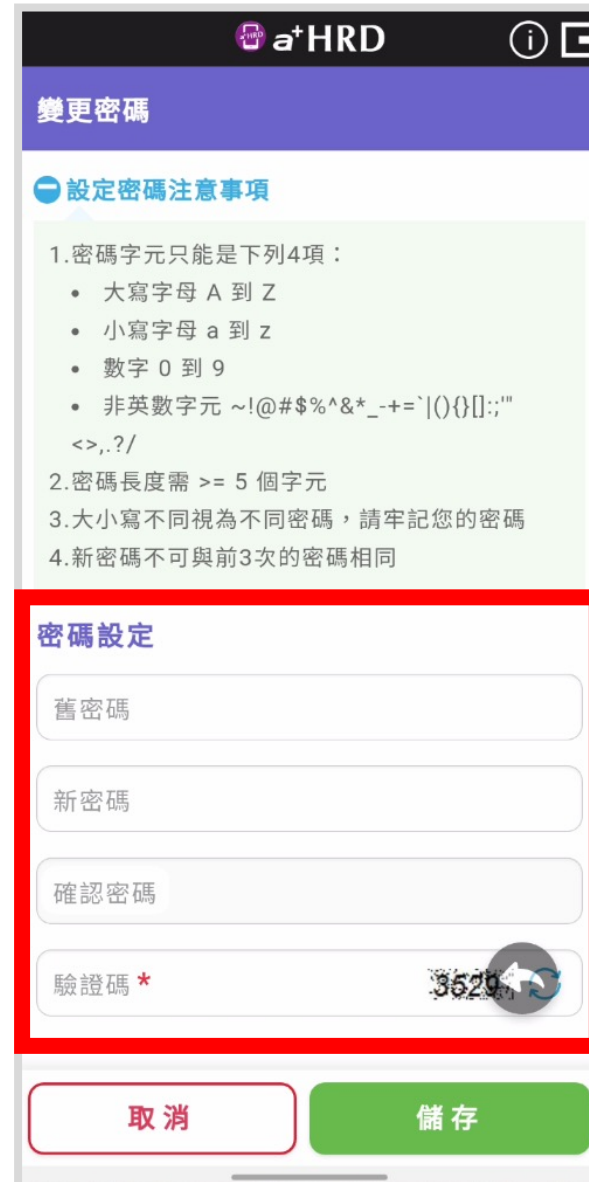 a⁺HRD
變更密碼
設定密碼注意事項
1.密碼字元只能是下列4項：
• 大寫字母 A 到 Z
• 小寫字母 a 到 z
• 數字 0 到 9
• 非英數字元 ~!@#$%^&*_-+=`|(){}[]:;'"
<>,.?/
2.密碼長度需 >= 5 個字元
3.大小寫不同視為不同密碼，請牢記您的密碼
4.新密碼不可與前3次的密碼相同
密碼設定
舊密碼
新密碼
確認密碼
驗證碼 * 3529
取消 儲存